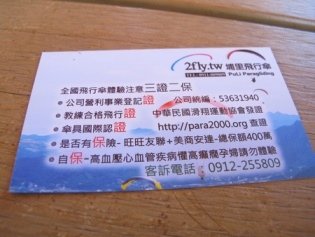 2fly.tw 埔里飛行傘
PuLi Paragliding
全國飛行傘體驗注意三證二保
•公司營利事業登記證 公司統編：53631940
•教練合格飛行證 中華民國滑翔運動協會發證
•傘具國際認證 http://para2000.org 查證
•是否有保險-旺旺友聯+美商安達-總保額400萬
•自保-高血壓心血管疾病懼高癲癇孕婦請勿體驗
客訴電話：0912-255809